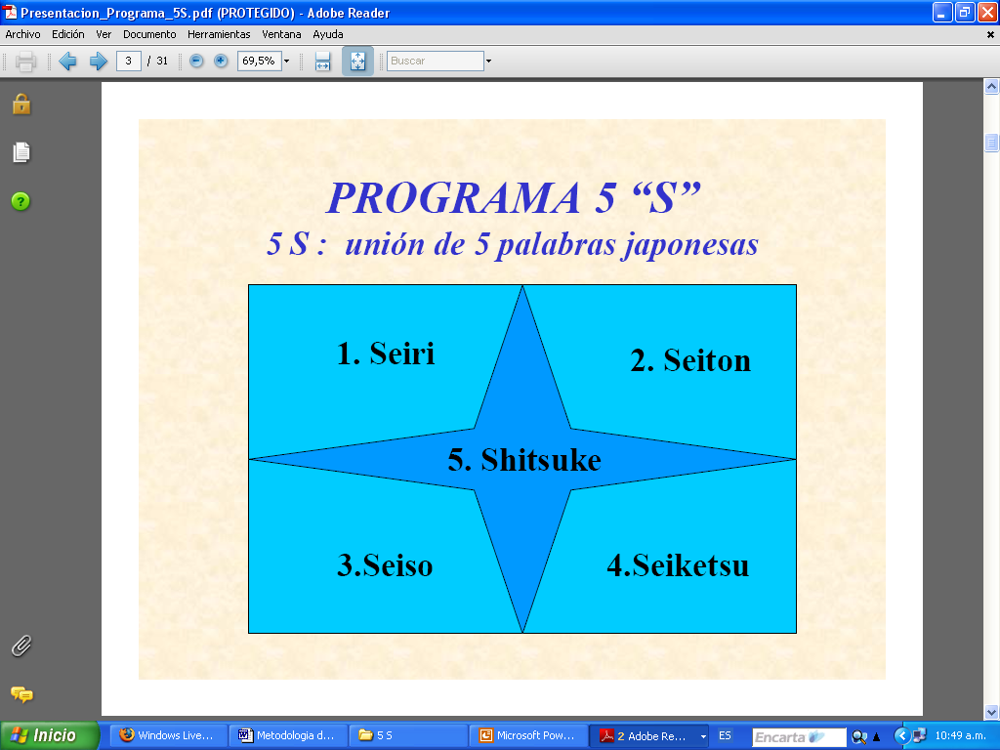 Presentacion_Programa_5S.pdf (PROTEGIDO) - Adobe Reader
Archivo Edición Ver Documento Herramientas Ventana Ayuda
3 / 31 69,5% Buscar
PROGRAMA 5 “S”
5 S : unión de 5 palabras japonesas
1. Seiri
2. Seiton
5. Shitsuke
3.Seiso
4.Seiketsu
Inicio Windows Live... Metodologia d... 5 S Microsoft Pow... 2 Adobe Re... ES Encarta 10:49 a.m.